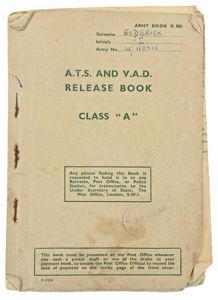 ARMY BOOK X 802
Surname RODERICK
Initials I
Army No. W/
A.T.S. AND V.A.D.
RELEASE BOOK
CLASS "A"
Any person finding this Book is
requested to hand it in to any
Barracks, Post Office, or Police
Station, for transmission to the
Under Secretary of State, The
War Office, London, S.W.1.
This book must be presented at the Post Office whenever
you cash a postal draft or one of the drafts in your
payment book, to enable the Post Office Official to record the
date of payment on the inside page of the front cover.